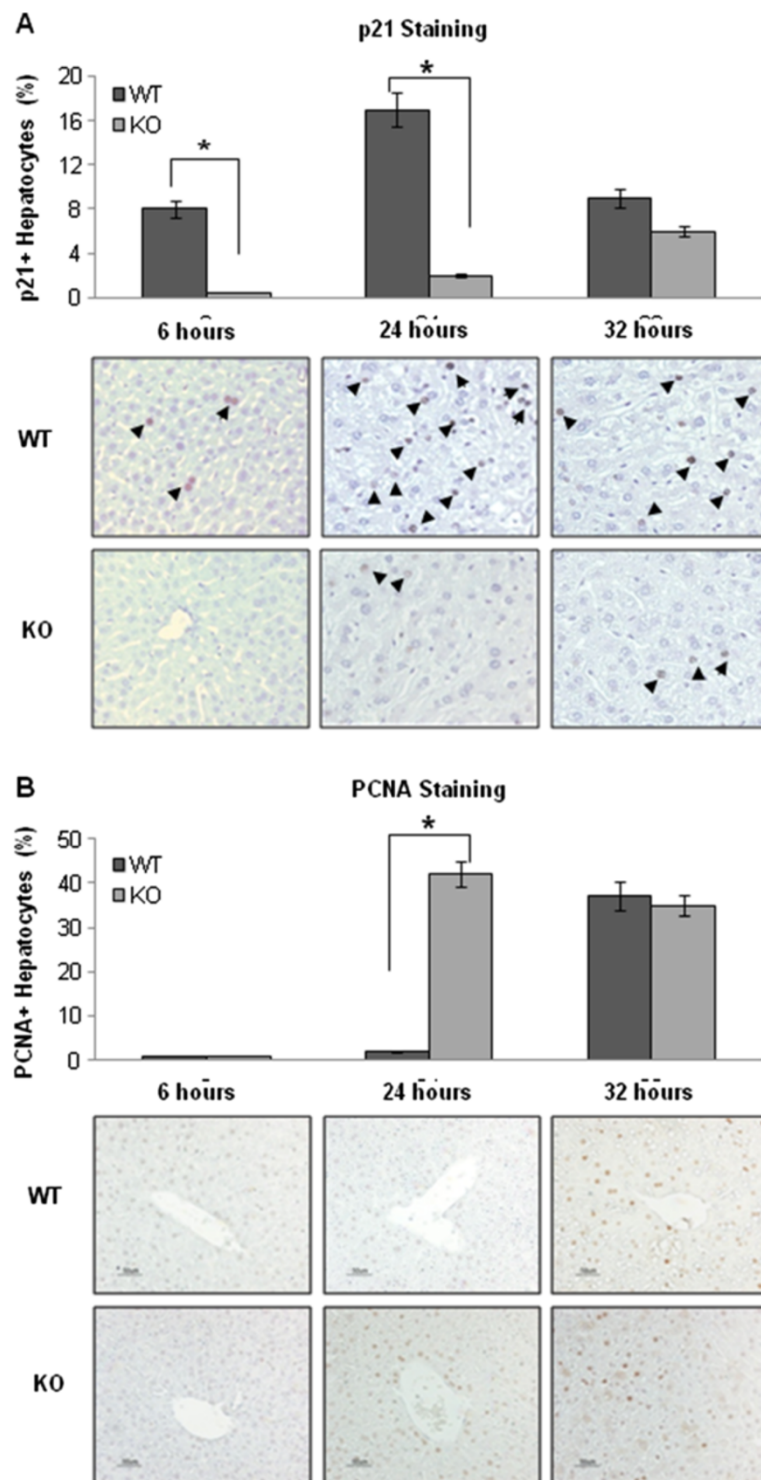 A
p21 Staining
p21+ Hepatocytes (%)
20
16
12
8
4
0
WT
KO
*
*
6 hours
24 hours
32 hours
WT
KO
B
PCNA Staining
PCNA+ Hepatocytes (%)
50
40
30
20
10
0
WT
KO
*
6 hours
24 hours
32 hours
WT
KO